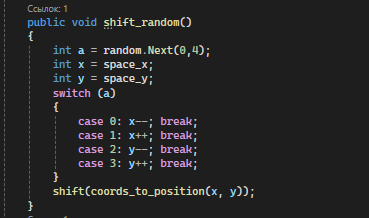 Ссылок: 1
public void shift_random()
{
int a = random.Next(0,4);
int x = space_x;
int y = space_y;
switch (a)
{
case 0: x--; break;
case 1: x++; break;
case 2: y--; break;
case 3: y++; break;
}
shift(coords_to_position(x, y));
}